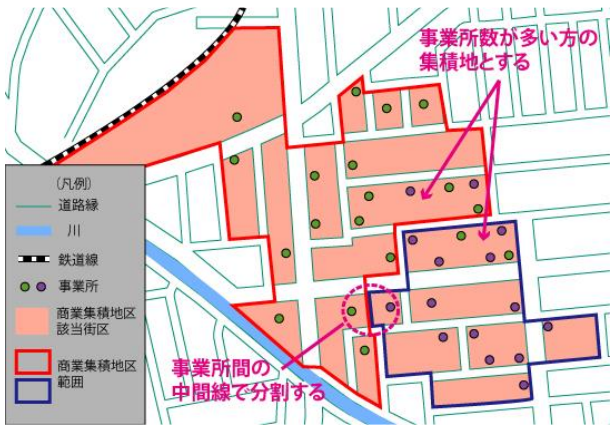 事業所数が多い方の
集積地とする
(凡例)
道路縁
川
鉄道線
事業所
商業集積地区
該当街区
商業集積地区
範囲
事業所間の
中間線で分割する